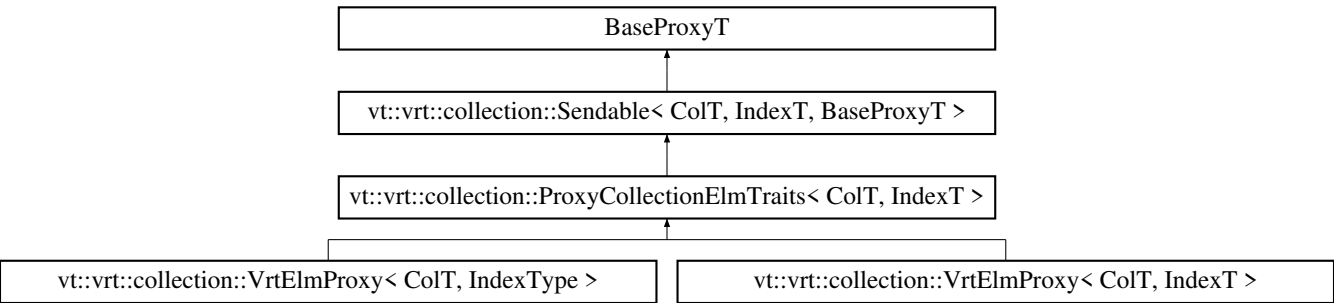 BaseProxyT
vt::vrt::collection::Sendable< ColT, IndexT, BaseProxyT >
vt::vrt::collection::ProxyCollectionElmTraits< ColT, IndexT >
vt::vrt::collection::VrtElmProxy< ColT, IndexType >
vt::vrt::collection::VrtElmProxy< ColT, IndexT >